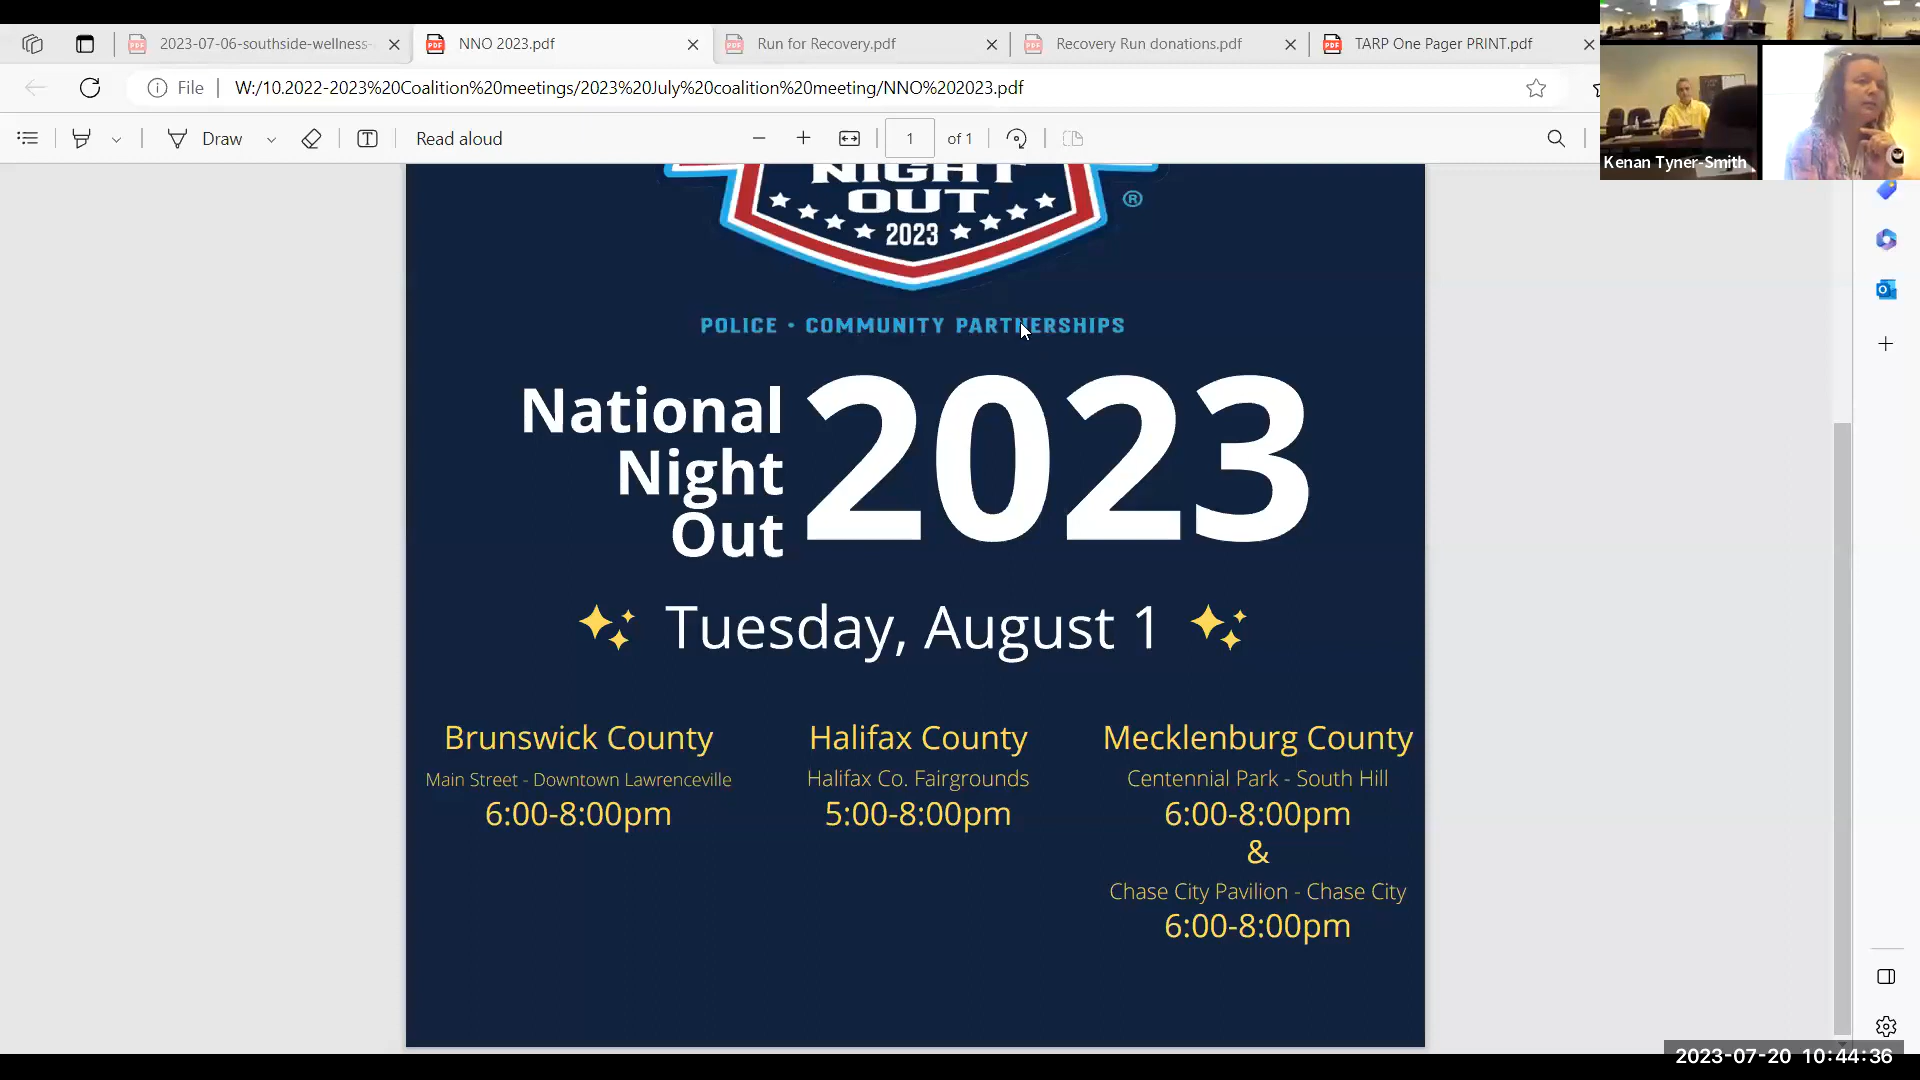 2023-07-06-southside-wellness-
NNO 2023.pdf
Run for Recovery.pdf
Recovery Run donations.pdf
TARP One Pager PRINT.pdf
File
W:/10.2022-2023%20Coalition%20meetings/2023%20July%20coalition%20meeting/NNO%202023.pdf
Draw
Read aloud
1
of 1
Kenan Tyner-Smith
NIGHT
OUT
2023
®
POLICE • COMMUNITY PARTNERSHIPS
National
Night
Out
2023
Tuesday, August 1
Brunswick County
Main Street - Downtown Lawrenceville
6:00-8:00pm
Halifax County
Halifax Co. Fairgrounds
5:00-8:00pm
Mecklenburg County
Centennial Park - South Hill
6:00-8:00pm
&
Chase City Pavilion - Chase City
6:00-8:00pm
2023-07-20 10:44:36